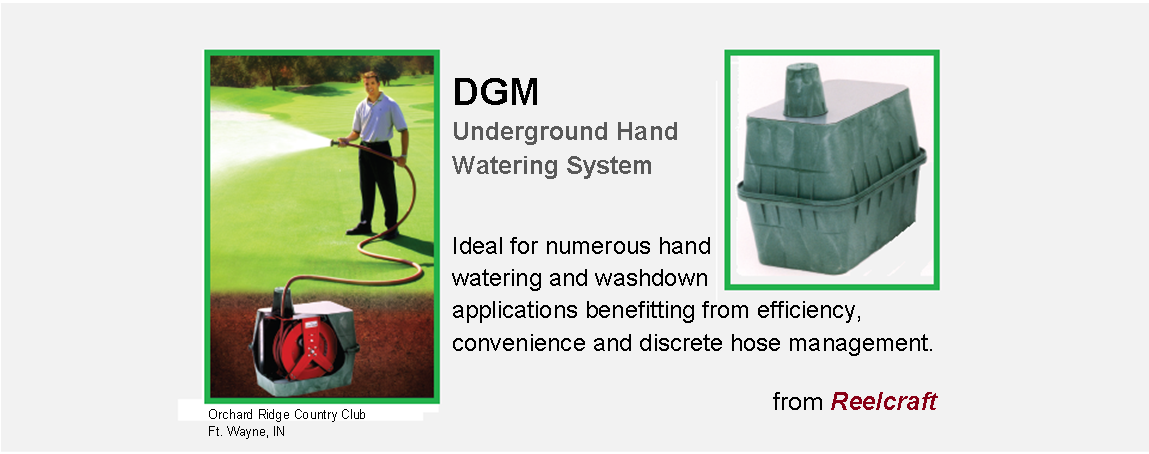 DGM
Underground Hand
Watering System
Ideal for numerous hand
watering and washdown
applications benefitting from efficiency,
convenience and discrete hose management.
from Reelcraft
Orchard Ridge Country Club
Ft. Wayne, IN